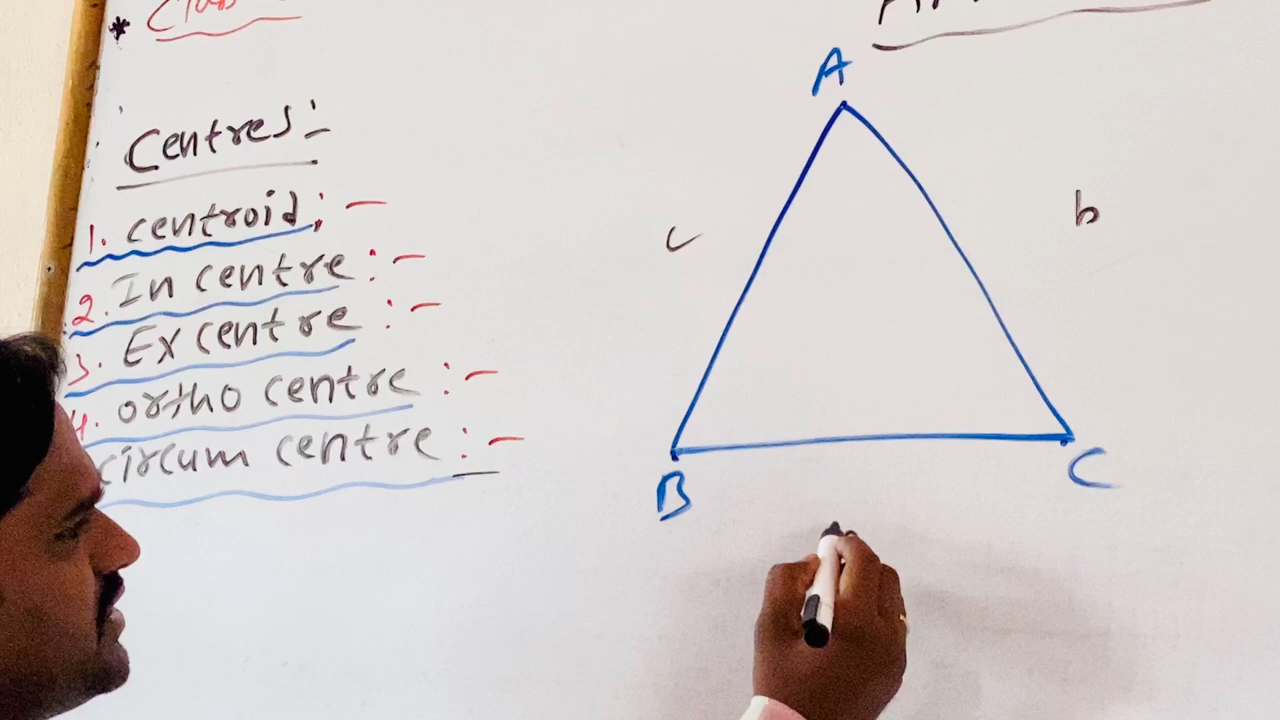 Centres:-
1. centroid; -
2. In centre :-
3. Ex centre :-
4. ortho centre :-
circum centre :-
A
c
b
B
C